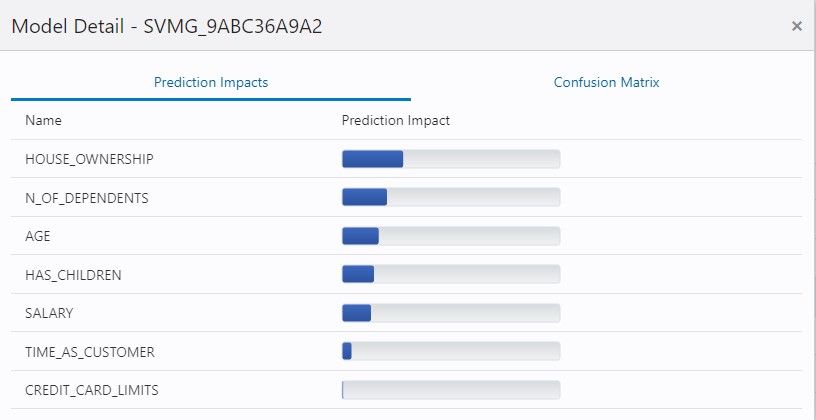 Model Detail - SVMG_9ABC36A9A2 ×
Prediction Impacts Confusion Matrix
Name Prediction Impact
HOUSE_OWNERSHIP
N_OF_DEPENDENTS
AGE
HAS_CHILDREN
SALARY
TIME_AS_CUSTOMER
CREDIT_CARD_LIMITS